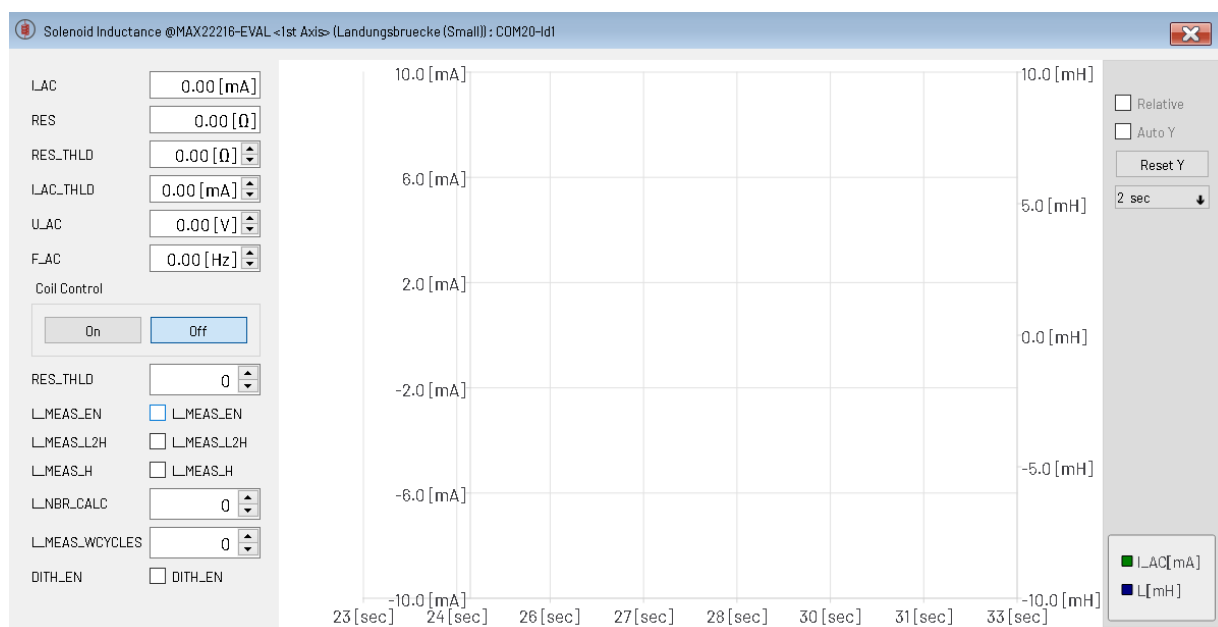 Solenoid Inductance @MAX22216-EVAL <1st Axis> (Landungsbruecke (Small)) : COM20-Id1
I_AC 0.00 [mA]
RES 0.00 [Ω]
RES_THLD 0.00 [Ω]
I_AC_THLD 0.00 [mA]
U_AC 0.00 [V]
F_AC 0.00 [Hz]
Coil Control
On Off
RES_THLD 0
L_MEAS_EN L_MEAS_EN
L_MEAS_L2H L_MEAS_L2H
L_MEAS_H L_MEAS_H
L_NBR_CALC 0
L_MEAS_WCYCLES 0
DITH_EN DITH_EN
10.0 [mA]
6.0 [mA]
2.0 [mA]
-2.0 [mA]
-6.0 [mA]
-10.0 [mA]
23 [sec] 24 [sec] 26 [sec] 27 [sec] 28 [sec] 30 [sec] 31 [sec] 33 [sec]
10.0 [mH]
5.0 [mH]
0.0 [mH]
-5.0 [mH]
-10.0 [mH]
Relative
Auto Y
Reset Y
2 sec
I_AC[mA]
L[mH]